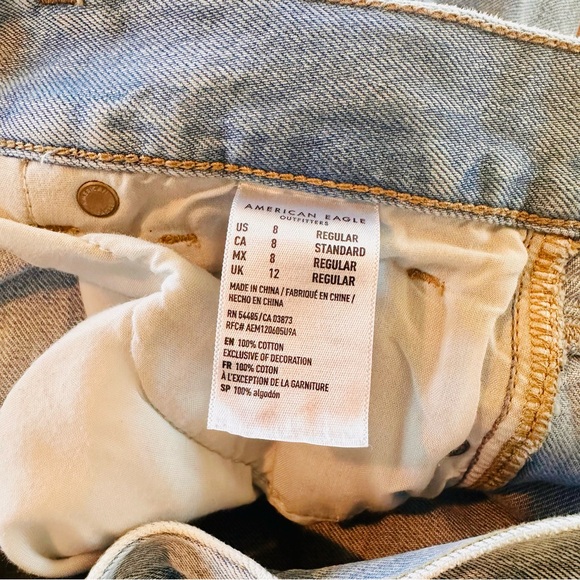 AMERICAN EAGLE
OUTFITTERS
US 8 REGULAR
CA 8 STANDARD
MX 8 REGULAR
UK 12 REGULAR
MADE IN CHINA / FABRIQUÉ EN CHINE /
HECHO EN CHINA
RN 54485/CA 03873
RFC# AEM120605U9A
EN 100% COTTON
EXCLUSIVE OF DECORATION
FR 100% COTON
À L'EXCEPTION DE LA GARNITURE
SP 100% algodón